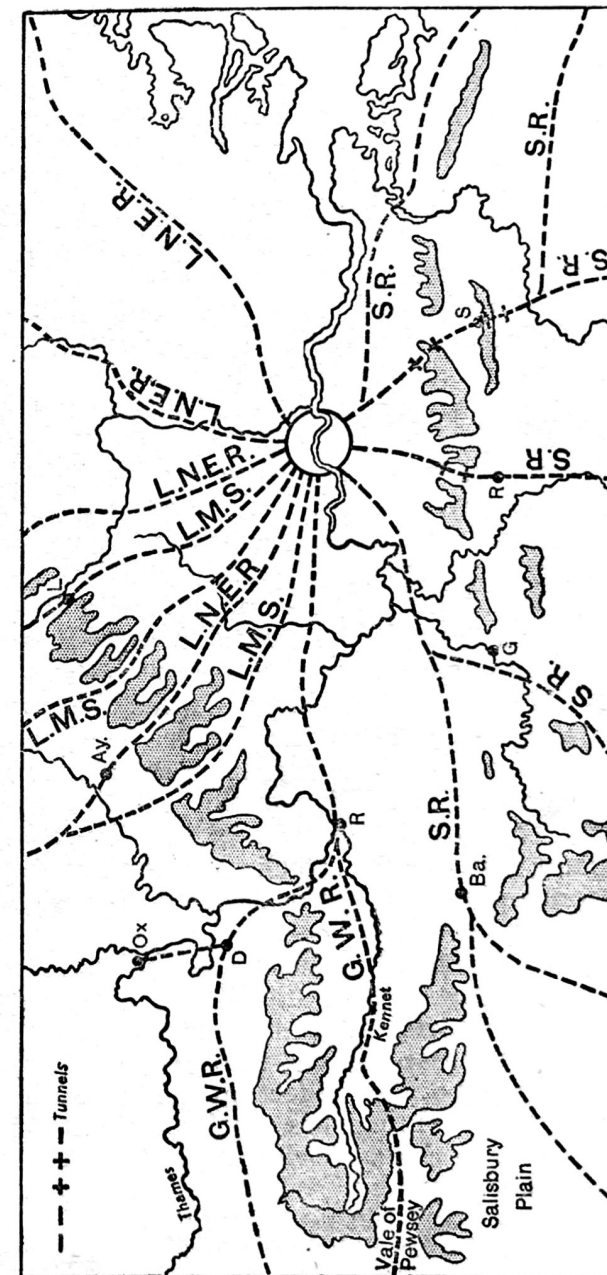 L.N.E.R.
L.N.E.R.
L.N.E.R.
L.M.S.
L.N.E.R
L.M.S.
L.M.S.
L
Ay.
S.R.
S.R.
S.R.
S
S.R.
R
G
S.R.
S.R.
Ba.
R
G.W.R.
Kennet
Ox
D
G.W.R.
Thames
Tunnels
Vale of
Pewsey
Salisbury
Plain